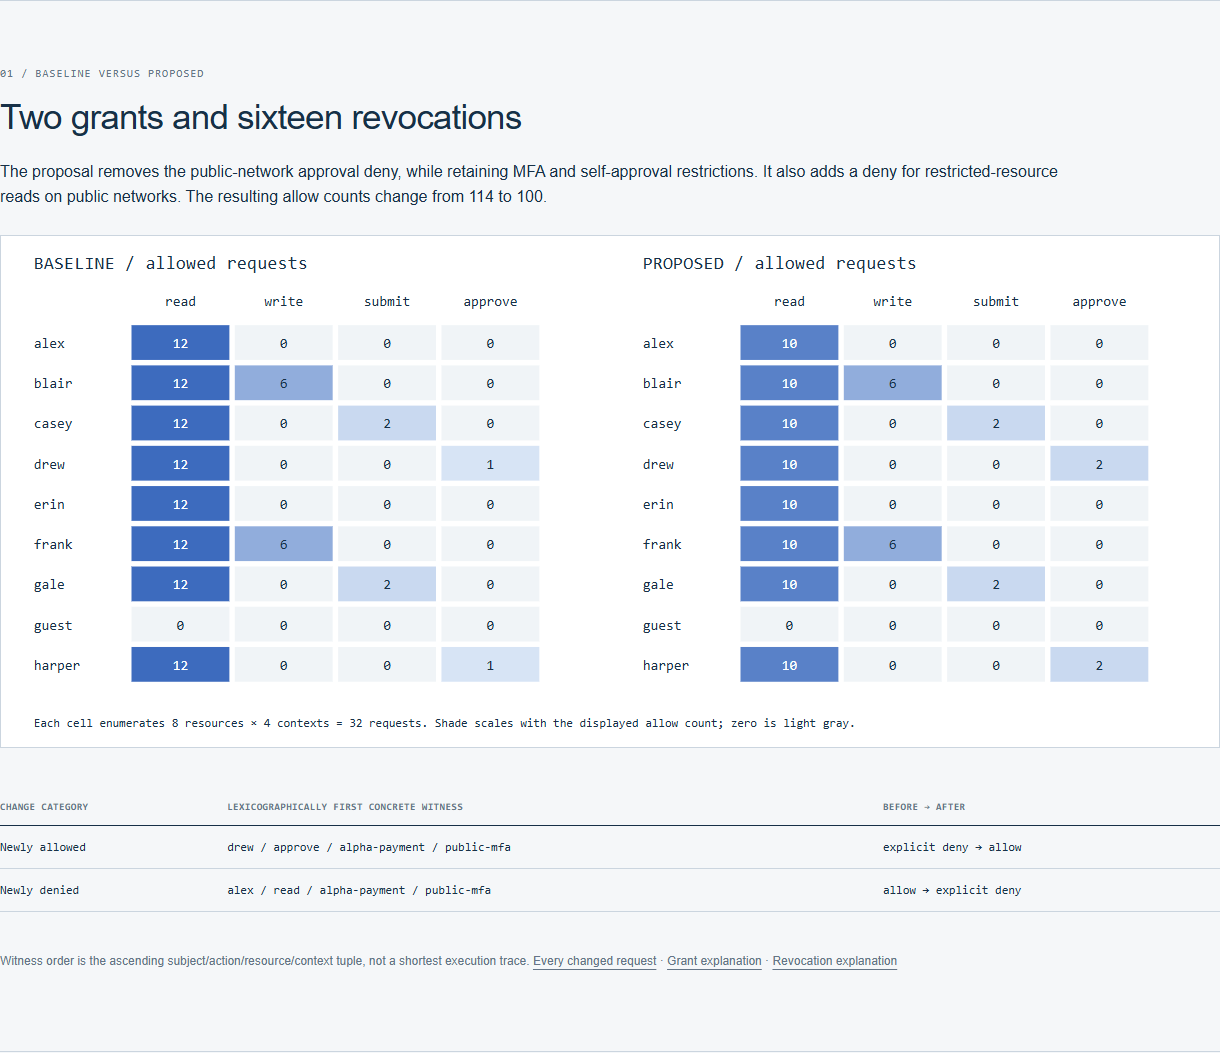 01 / BASELINE VERSUS PROPOSED
Two grants and sixteen revocations
The proposal removes the public-network approval deny, while retaining MFA and self-approval restrictions. It also adds a deny for restricted-resource
reads on public networks. The resulting allow counts change from 114 to 100.
BASELINE / allowed requests
read write submit approve
alex 12 0 0 0
blair 12 6 0 0
casey 12 0 2 0
drew 12 0 0 1
erin 12 0 0 0
frank 12 6 0 0
gale 12 0 2 0
guest 0 0 0 0
harper 12 0 0 1
PROPOSED / allowed requests
read write submit approve
alex 10 0 0 0
blair 10 6 0 0
casey 10 0 2 0
drew 10 0 0 2
erin 10 0 0 0
frank 10 6 0 0
gale 10 0 2 0
guest 0 0 0 0
harper 10 0 0 2
Each cell enumerates 8 resources × 4 contexts = 32 requests. Shade scales with the displayed allow count; zero is light gray.
CHANGE CATEGORY LEXICOGRAPHICALLY FIRST CONCRETE WITNESS BEFORE → AFTER
Newly allowed drew / approve / alpha-payment / public-mfa explicit deny → allow
Newly denied alex / read / alpha-payment / public-mfa allow → explicit deny
Witness order is the ascending subject/action/resource/context tuple, not a shortest execution trace. Every changed request · Grant explanation · Revocation explanation